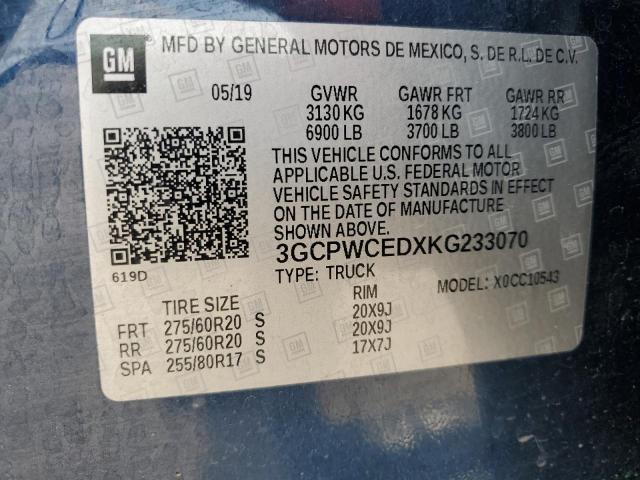 GM MFD BY GENERAL MOTORS DE MEXICO, S. DE R.L. DE C.V.
05/19 GVWR GAWR FRT GAWR RR
3130 KG 1678 KG 1724 KG
6900 LB 3700 LB 3800 LB
THIS VEHICLE CONFORMS TO ALL
APPLICABLE U.S. FEDERAL MOTOR
VEHICLE SAFETY STANDARDS IN EFFECT
ON THE DATE OF MANUFACTURE
SHOWN ABOVE.
3GCPWCEDXKG233070
619D TYPE: TRUCK MODEL: X0CC10543
TIRE SIZE RIM
FRT 275/60R20 S 20X9J
RR 275/60R20 S 20X9J
SPA 255/80R17 S 17X7J